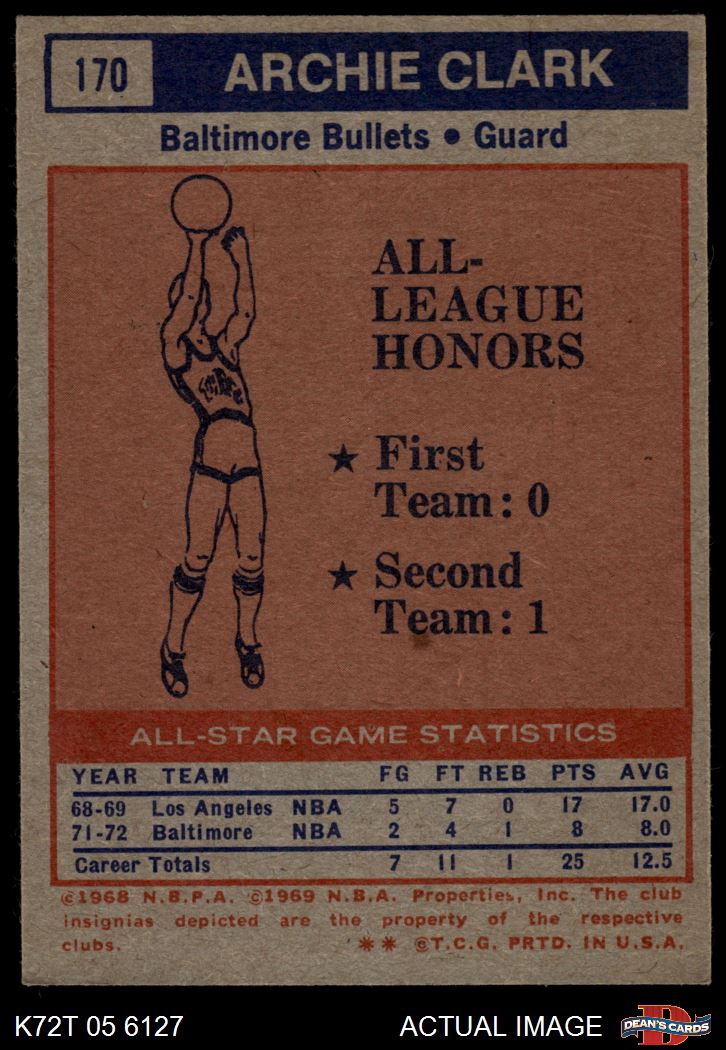 170 ARCHIE CLARK
Baltimore Bullets • Guard
ALL-
LEAGUE
HONORS
★ First
Team: 0
★ Second
Team: 1
ALL-STAR GAME STATISTICS
YEAR TEAM FG FT REB PTS AVG
68-69 Los Angeles NBA 5 7 0 17 17.0
71-72 Baltimore NBA 2 4 1 8 8.0
Career Totals 7 11 1 25 12.5
©1968 N.B.P.A. ©1969 N.B.A. Properties, Inc. The club
insignias depicted are the property of the respective
clubs. ** ©T.C.G. PRTD. IN U.S.A.
K72T 05 6127 ACTUAL IMAGE DEAN'S CARDS